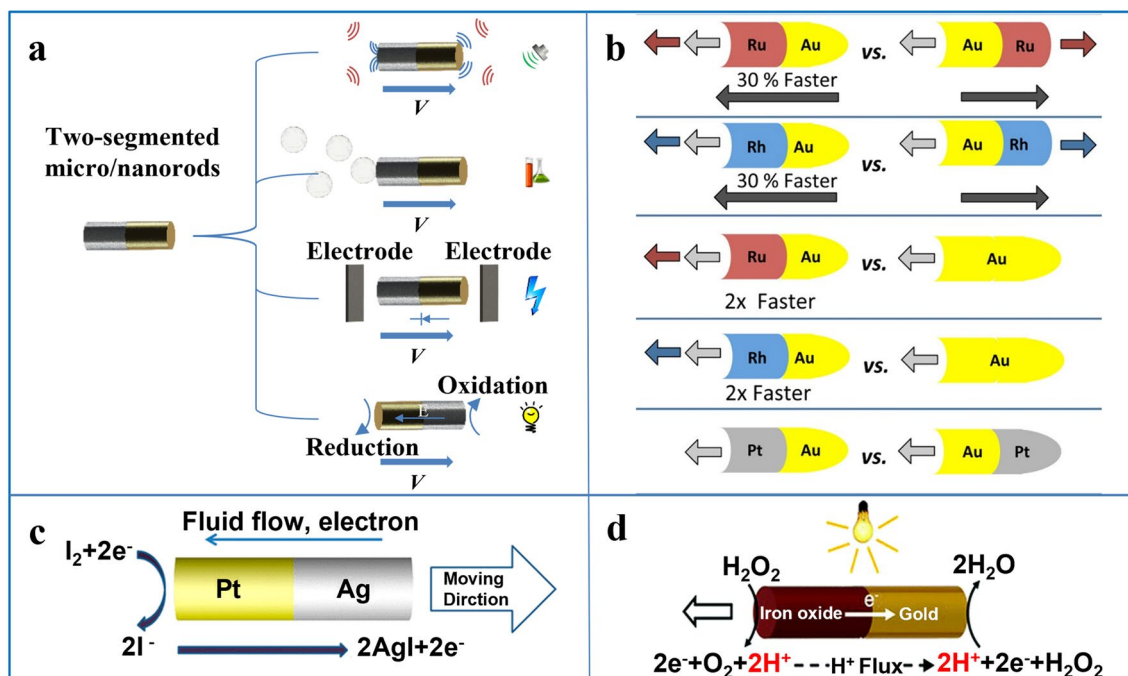 a
Two-segmented
micro/nanorods
V
V
Electrode Electrode
V
Oxidation
E
Reduction
V
b
Ru Au vs. Au Ru
30 % Faster
Rh Au vs. Au Rh
30 % Faster
Ru Au vs. Au
2x Faster
Rh Au vs. Au
2x Faster
Pt Au vs. Au Pt
c
Fluid flow, electron
I₂+2e⁻
Pt Ag
Moving
Dirction
2I⁻ 2AgI+2e⁻
d
H₂O₂ 2H₂O
e⁻
Iron oxide Gold
2e⁻+O₂+2H⁺ H⁺ Flux 2H⁺+2e⁻+H₂O₂